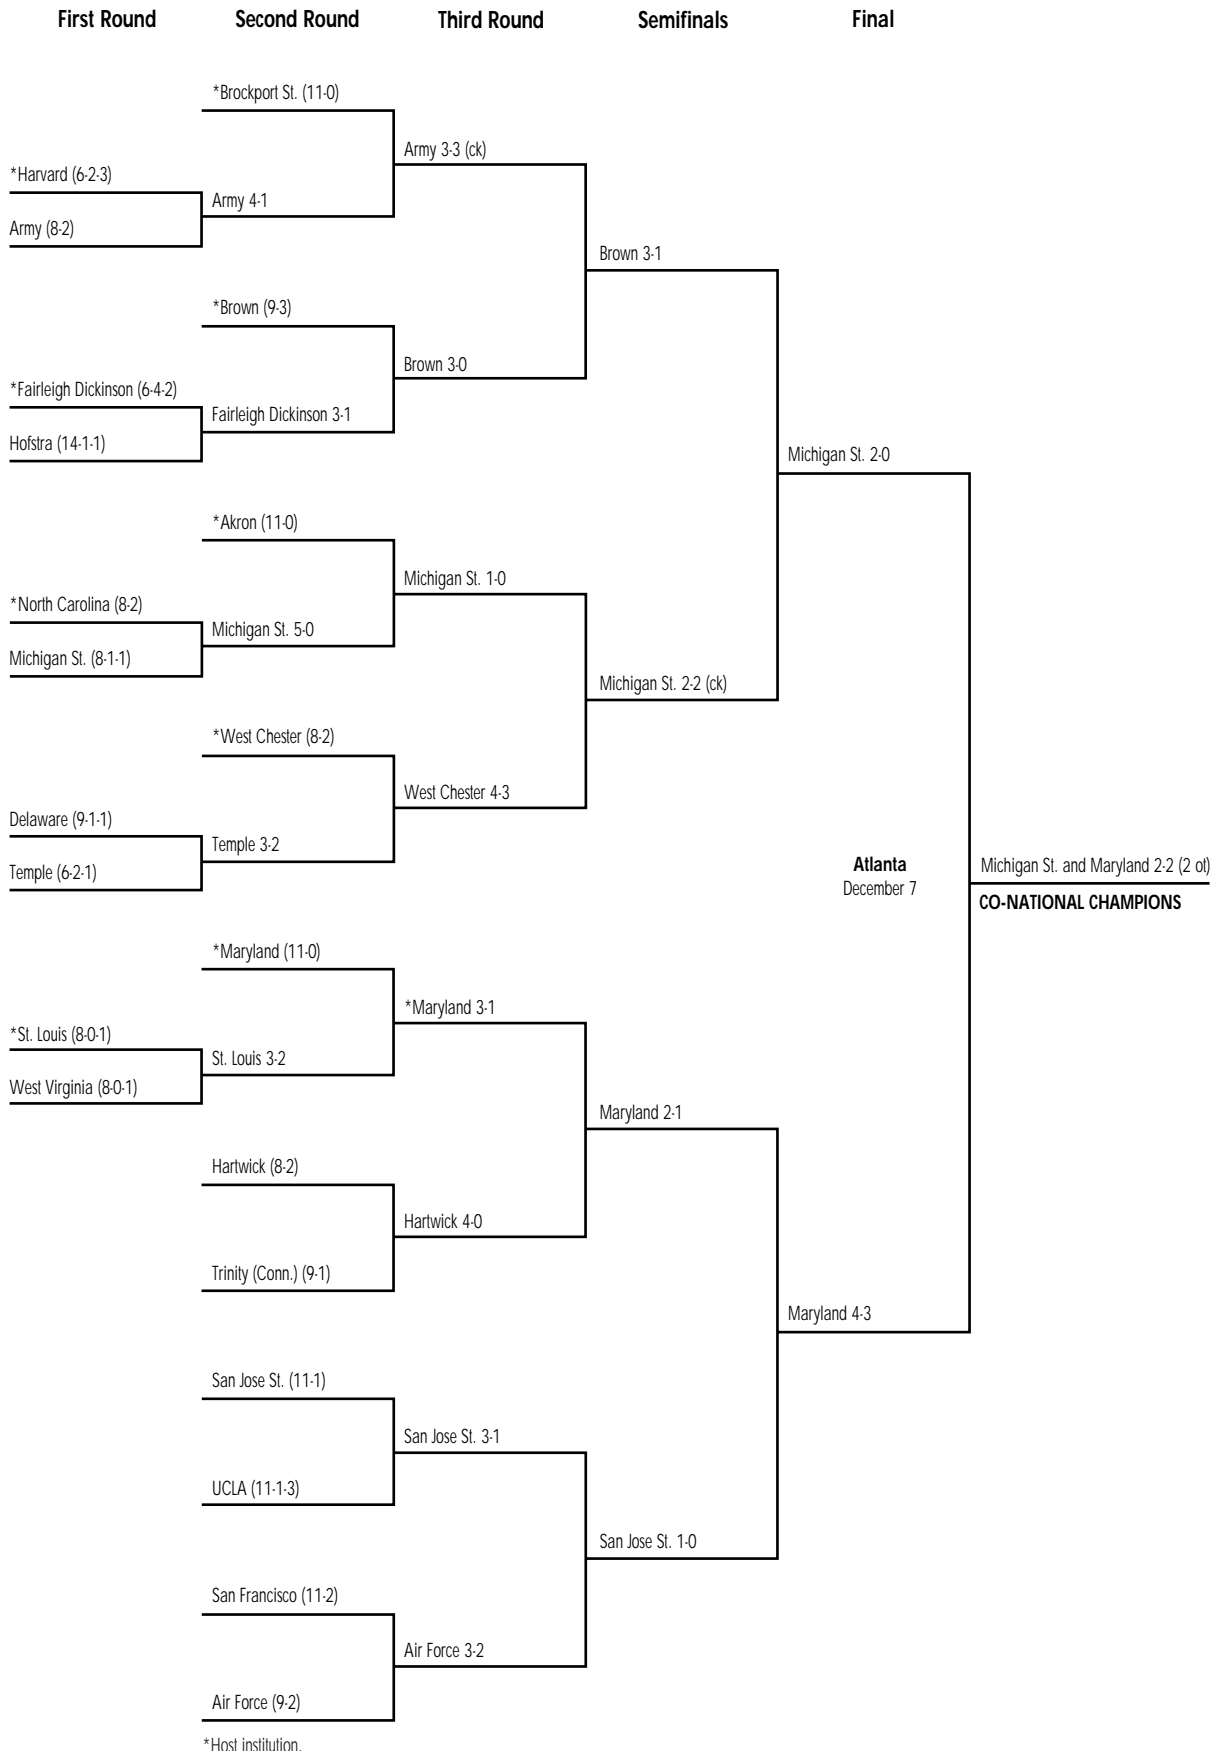 First Round Second Round Third Round Semifinals Final
*Brockport St. (11-0)
Army 3-3 (ck)
*Harvard (6-2-3)
Army 4-1
Army (8-2)
Brown 3-1
*Brown (9-3)
Brown 3-0
*Fairleigh Dickinson (6-4-2)
Fairleigh Dickinson 3-1
Hofstra (14-1-1)
Michigan St. 2-0
*Akron (11-0)
Michigan St. 1-0
*North Carolina (8-2)
Michigan St. 5-0
Michigan St. (8-1-1)
Michigan St. 2-2 (ck)
*West Chester (8-2)
West Chester 4-3
Delaware (9-1-1)
Temple 3-2
Temple (6-2-1)
Atlanta
December 7
Michigan St. and Maryland 2-2 (2 ot)
CO-NATIONAL CHAMPIONS
*Maryland (11-0)
*Maryland 3-1
*St. Louis (8-0-1)
St. Louis 3-2
West Virginia (8-0-1)
Maryland 2-1
Hartwick (8-2)
Hartwick 4-0
Trinity (Conn.) (9-1)
Maryland 4-3
San Jose St. (11-1)
San Jose St. 3-1
UCLA (11-1-3)
San Jose St. 1-0
San Francisco (11-2)
Air Force 3-2
Air Force (9-2)
*Host institution.